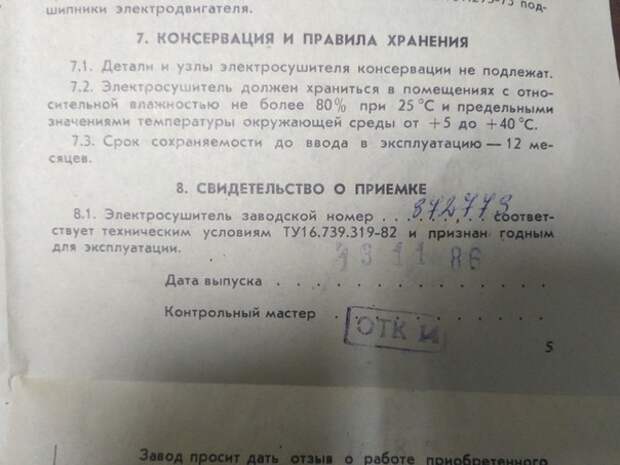 шипники электродвигателя.
7. КОНСЕРВАЦИЯ И ПРАВИЛА ХРАНЕНИЯ
7.1. Детали и узлы электросушителя консервации не подлежат.
7.2. Электросушитель должен храниться в помещениях с отно-
сительной влажностью не более 80% при 25 °С и предельными
значениями температуры окружающей среды от +5 до +40 °С.
7.3. Срок сохраняемости до ввода в эксплуатацию — 12 ме-
сяцев.
8. СВИДЕТЕЛЬСТВО О ПРИЕМКЕ
8.1. Электросушитель заводской номер . . . 872779 соответ-
ствует техническим условиям ТУ16.739.319-82 и признан годным
для эксплуатации.
13 11 86
Дата выпуска . . . . . . . . . . . . . .
Контрольный мастер . . . . . . . . . . .
ОТК
5
Завод просит дать отзыв о работе приобретенного